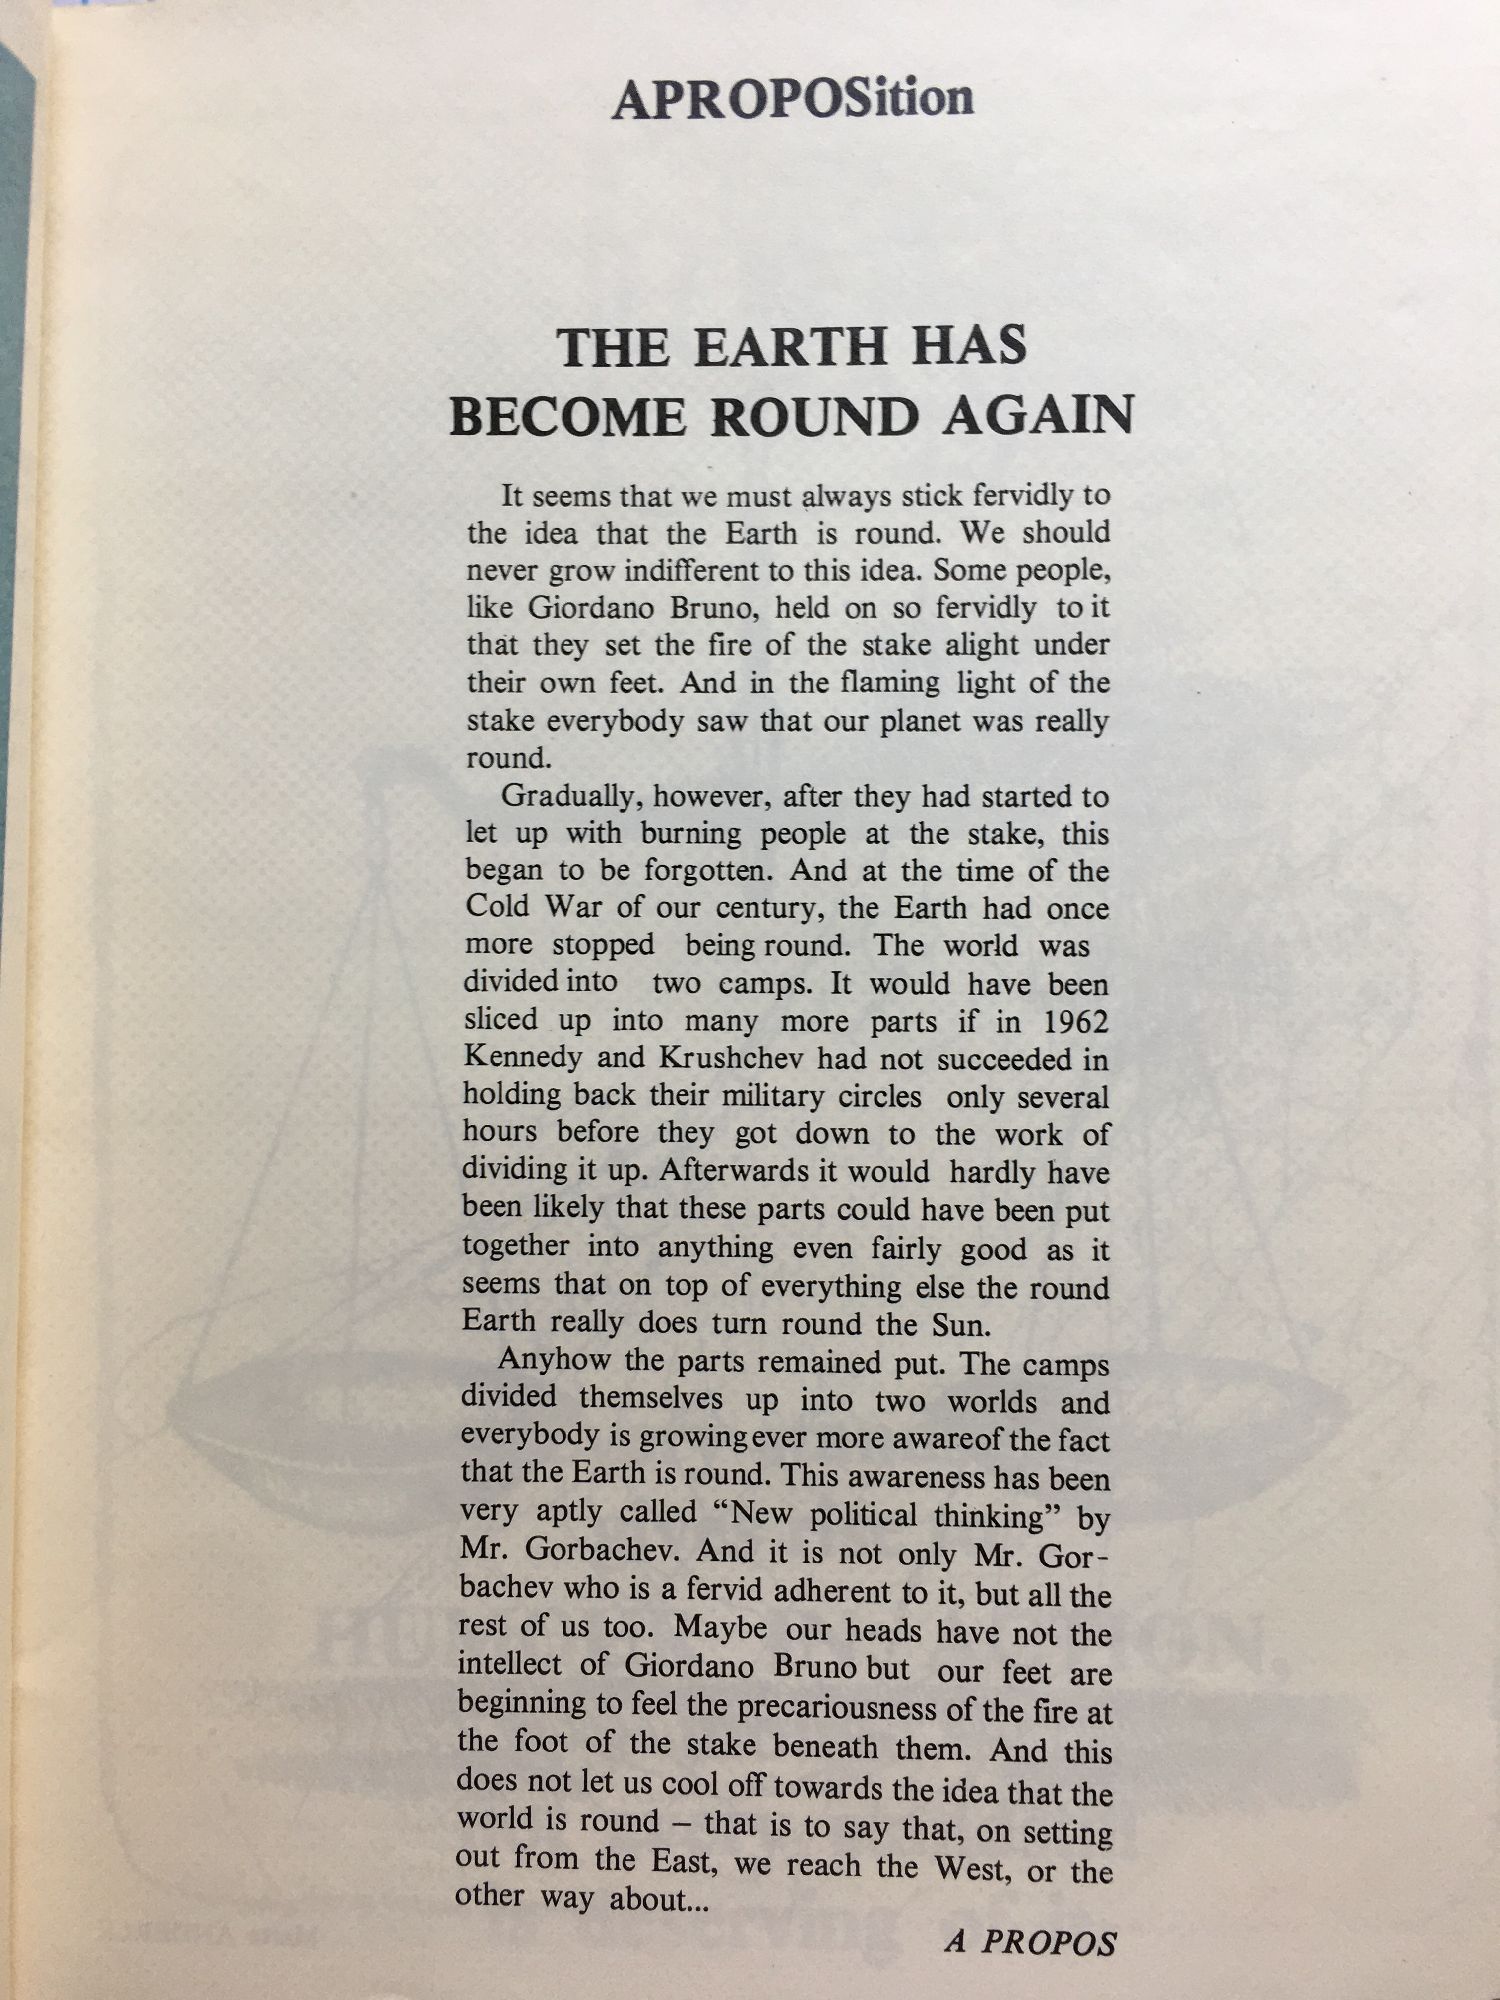 APROPOSition
THE EARTH HAS
BECOME ROUND AGAIN
It seems that we must always stick fervidly to
the idea that the Earth is round. We should
never grow indifferent to this idea. Some people,
like Giordano Bruno, held on so fervidly to it
that they set the fire of the stake alight under
their own feet. And in the flaming light of the
stake everybody saw that our planet was really
round.
Gradually, however, after they had started to
let up with burning people at the stake, this
began to be forgotten. And at the time of the
Cold War of our century, the Earth had once
more stopped being round. The world was
divided into two camps. It would have been
sliced up into many more parts if in 1962
Kennedy and Krushchev had not succeeded in
holding back their military circles only several
hours before they got down to the work of
dividing it up. Afterwards it would hardly have
been likely that these parts could have been put
together into anything even fairly good as it
seems that on top of everything else the round
Earth really does turn round the Sun.
Anyhow the parts remained put. The camps
divided themselves up into two worlds and
everybody is growing ever more awareof the fact
that the Earth is round. This awareness has been
very aptly called “New political thinking” by
Mr. Gorbachev. And it is not only Mr. Gor-
bachev who is a fervid adherent to it, but all the
rest of us too. Maybe our heads have not the
intellect of Giordano Bruno but our feet are
beginning to feel the precariousness of the fire at
the foot of the stake beneath them. And this
does not let us cool off towards the idea that the
world is round – that is to say that, on setting
out from the East, we reach the West, or the
other way about...
A PROPOS